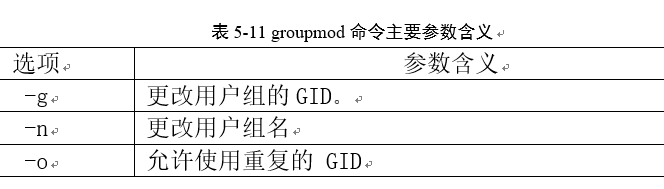 表 5-11 groupmod 命令主要参数含义
选项 参数含义
-g 更改用户组的 GID。
-n 更改用户组名
-o 允许使用重复的 GID